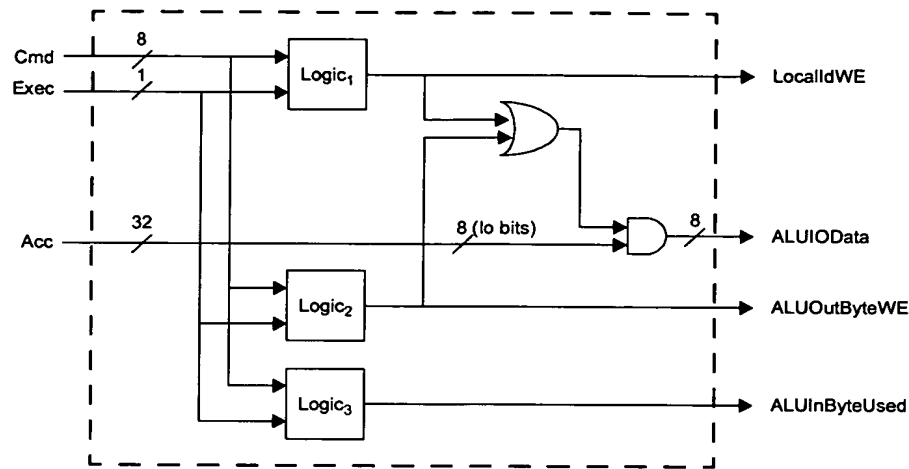 Cmd
8
Logic1
LocalIdWE
Exec
1
Acc
32
8 (lo bits)
8
ALUIOData
Logic2
ALUOutByteWE
Logic3
ALUInByteUsed